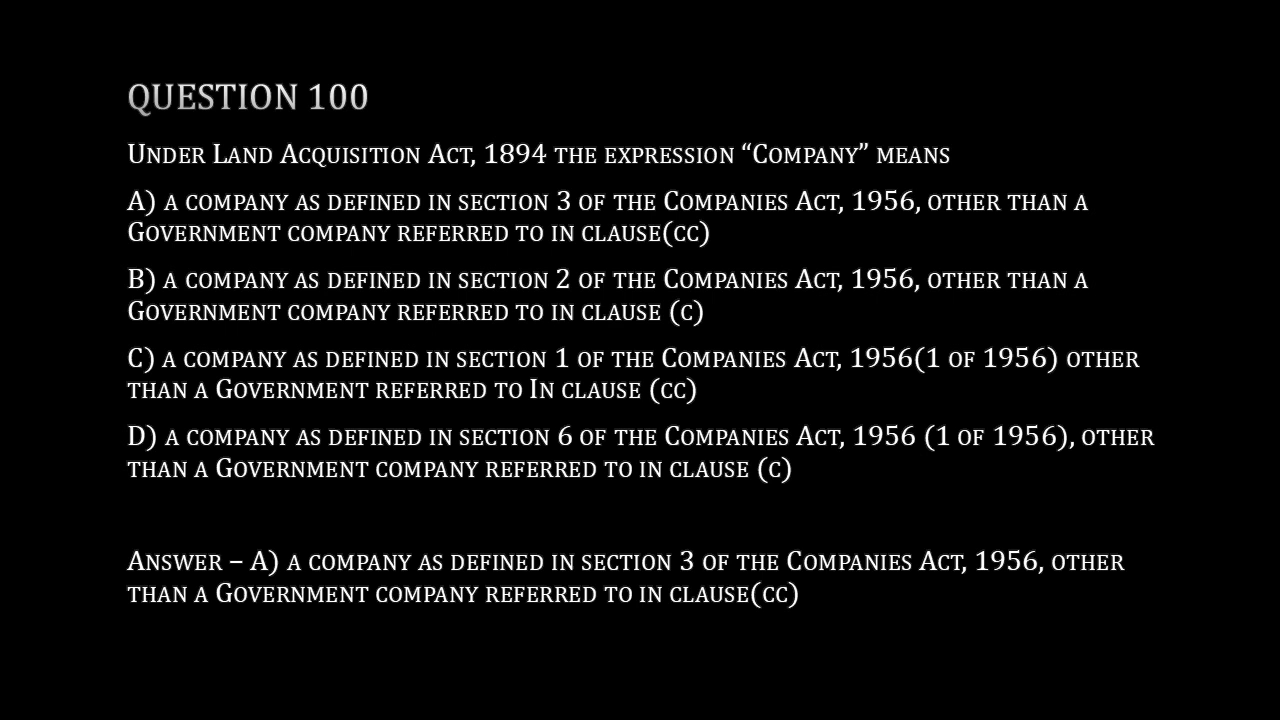 QUESTION 100
UNDER LAND ACQUISITION ACT, 1894 THE EXPRESSION “COMPANY” MEANS
A) A COMPANY AS DEFINED IN SECTION 3 OF THE COMPANIES ACT, 1956, OTHER THAN A
GOVERNMENT COMPANY REFERRED TO IN CLAUSE(CC)
B) A COMPANY AS DEFINED IN SECTION 2 OF THE COMPANIES ACT, 1956, OTHER THAN A
GOVERNMENT COMPANY REFERRED TO IN CLAUSE (C)
C) A COMPANY AS DEFINED IN SECTION 1 OF THE COMPANIES ACT, 1956(1 OF 1956) OTHER
THAN A GOVERNMENT REFERRED TO IN CLAUSE (CC)
D) A COMPANY AS DEFINED IN SECTION 6 OF THE COMPANIES ACT, 1956 (1 OF 1956), OTHER
THAN A GOVERNMENT COMPANY REFERRED TO IN CLAUSE (C)
ANSWER – A) A COMPANY AS DEFINED IN SECTION 3 OF THE COMPANIES ACT, 1956, OTHER
THAN A GOVERNMENT COMPANY REFERRED TO IN CLAUSE(CC)